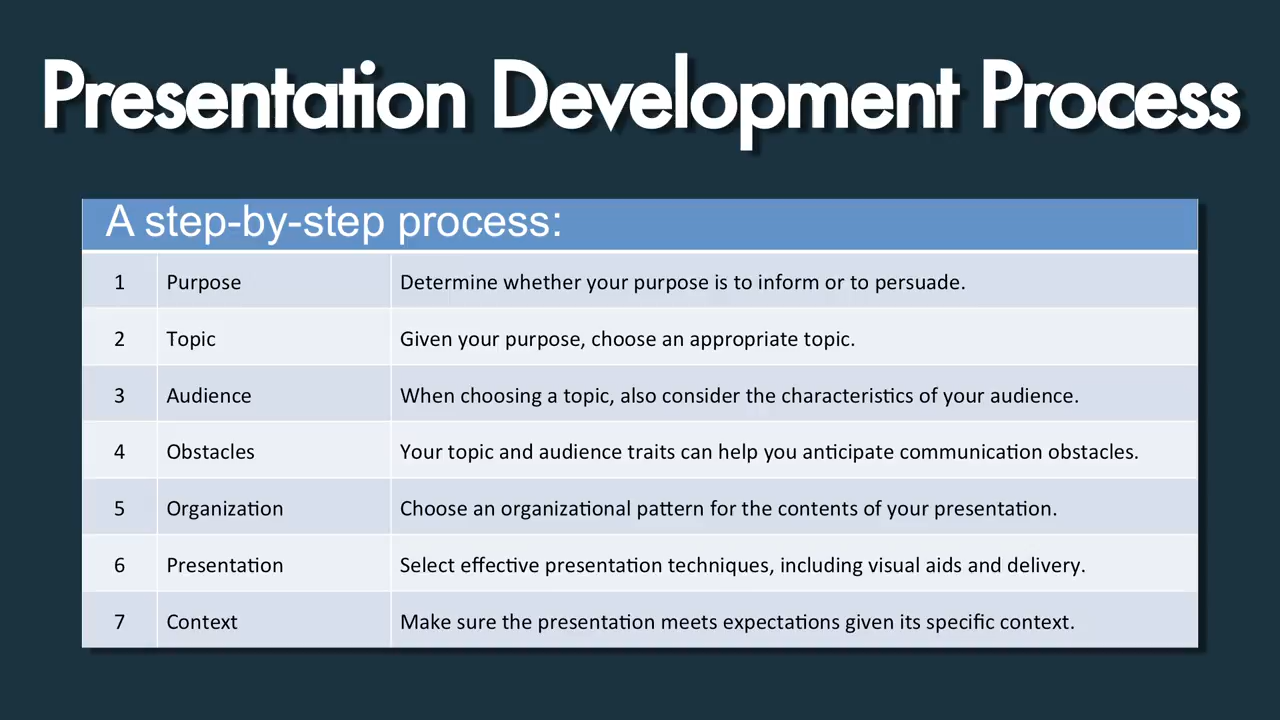 Presentation Development Process
A step-by-step process:
1 Purpose Determine whether your purpose is to inform or to persuade.
2 Topic Given your purpose, choose an appropriate topic.
3 Audience When choosing a topic, also consider the characteristics of your audience.
4 Obstacles Your topic and audience traits can help you anticipate communication obstacles.
5 Organization Choose an organizational pattern for the contents of your presentation.
6 Presentation Select effective presentation techniques, including visual aids and delivery.
7 Context Make sure the presentation meets expectations given its specific context.